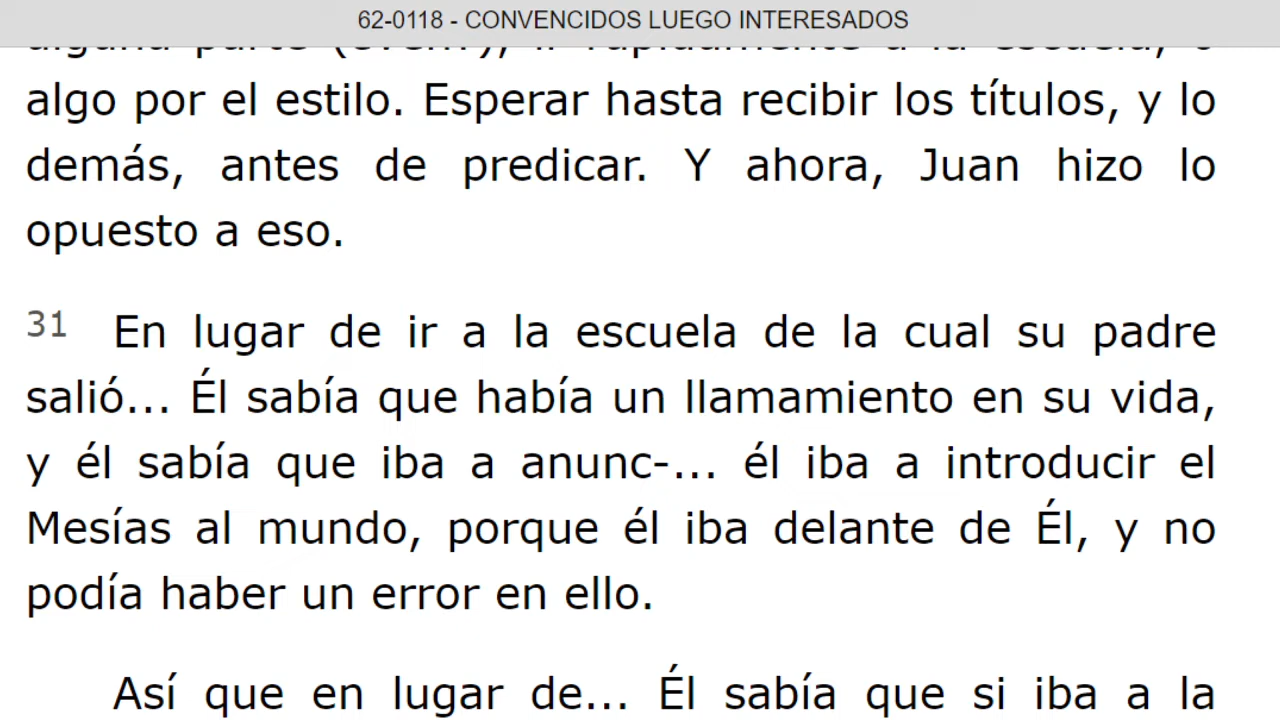 62-0118 - CONVENCIDOS LUEGO INTERESADOS
algo por el estilo. Esperar hasta recibir los títulos, y lo
demás, antes de predicar. Y ahora, Juan hizo lo
opuesto a eso.
31 En lugar de ir a la escuela de la cual su padre
salió... Él sabía que había un llamamiento en su vida,
y él sabía que iba a anunc-... él iba a introducir el
Mesías al mundo, porque él iba delante de Él, y no
podía haber un error en ello.
Así que en lugar de... Él sabía que si iba a la